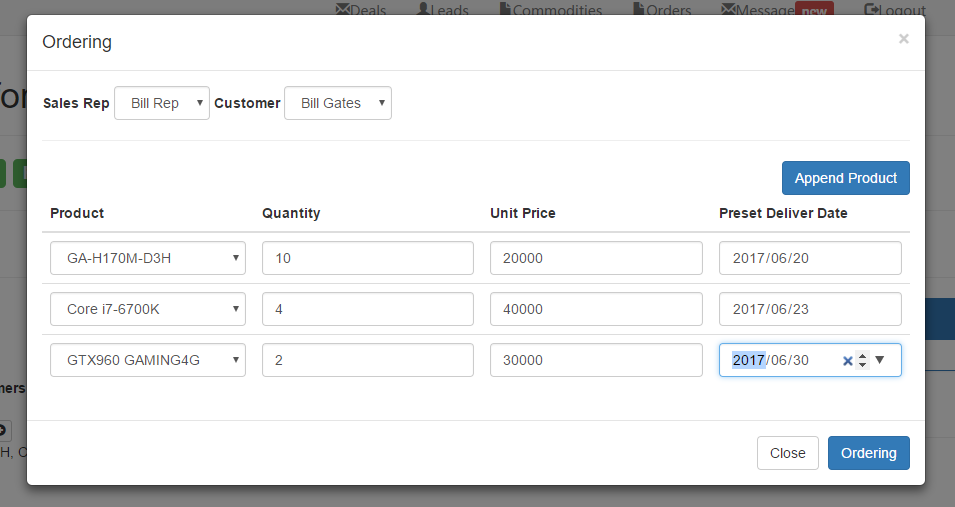 Deals Leads Commodities Orders Message new Logout
Ordering ×
Sales Rep Bill Rep Customer Bill Gates
Append Product
Product Quantity Unit Price Preset Deliver Date
GA-H170M-D3H 10 20000 2017/06/20
Core i7-6700K 4 40000 2017/06/23
GTX960 GAMING4G 2 30000 2017/06/30
Close Ordering